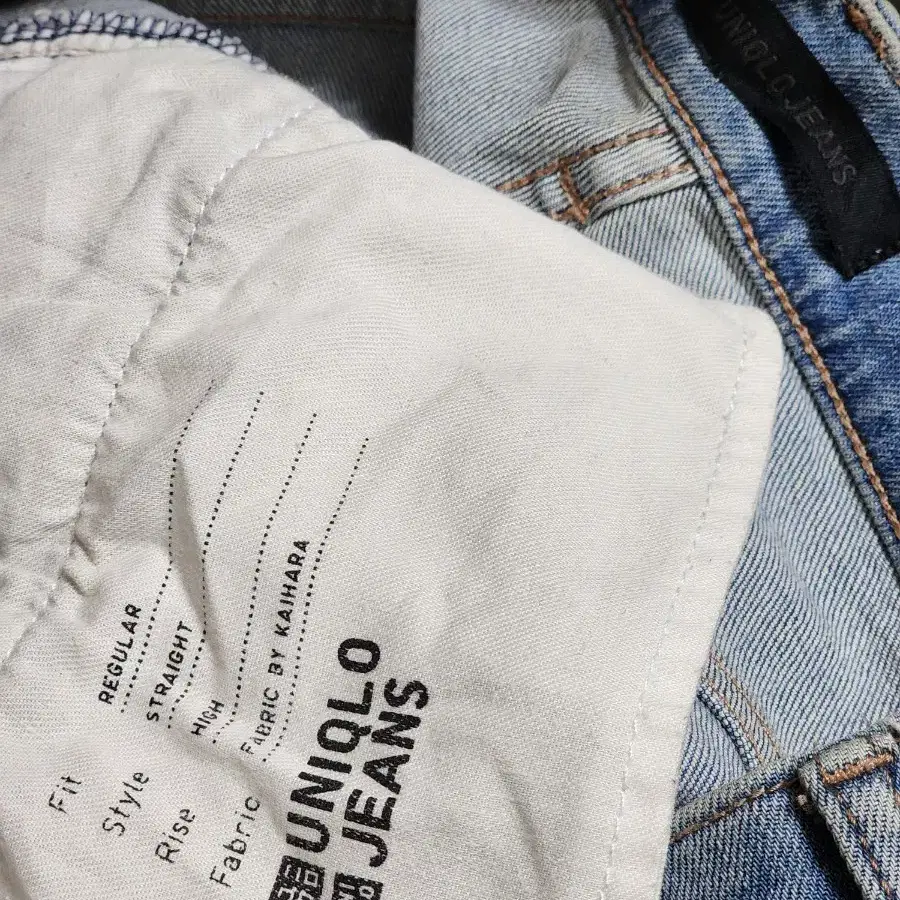 UNIQLO JEANS
Fit REGULAR
Style STRAIGHT
Rise HIGH
Fabric FABRIC BY KAIHARA
UNIQLO
JEANS